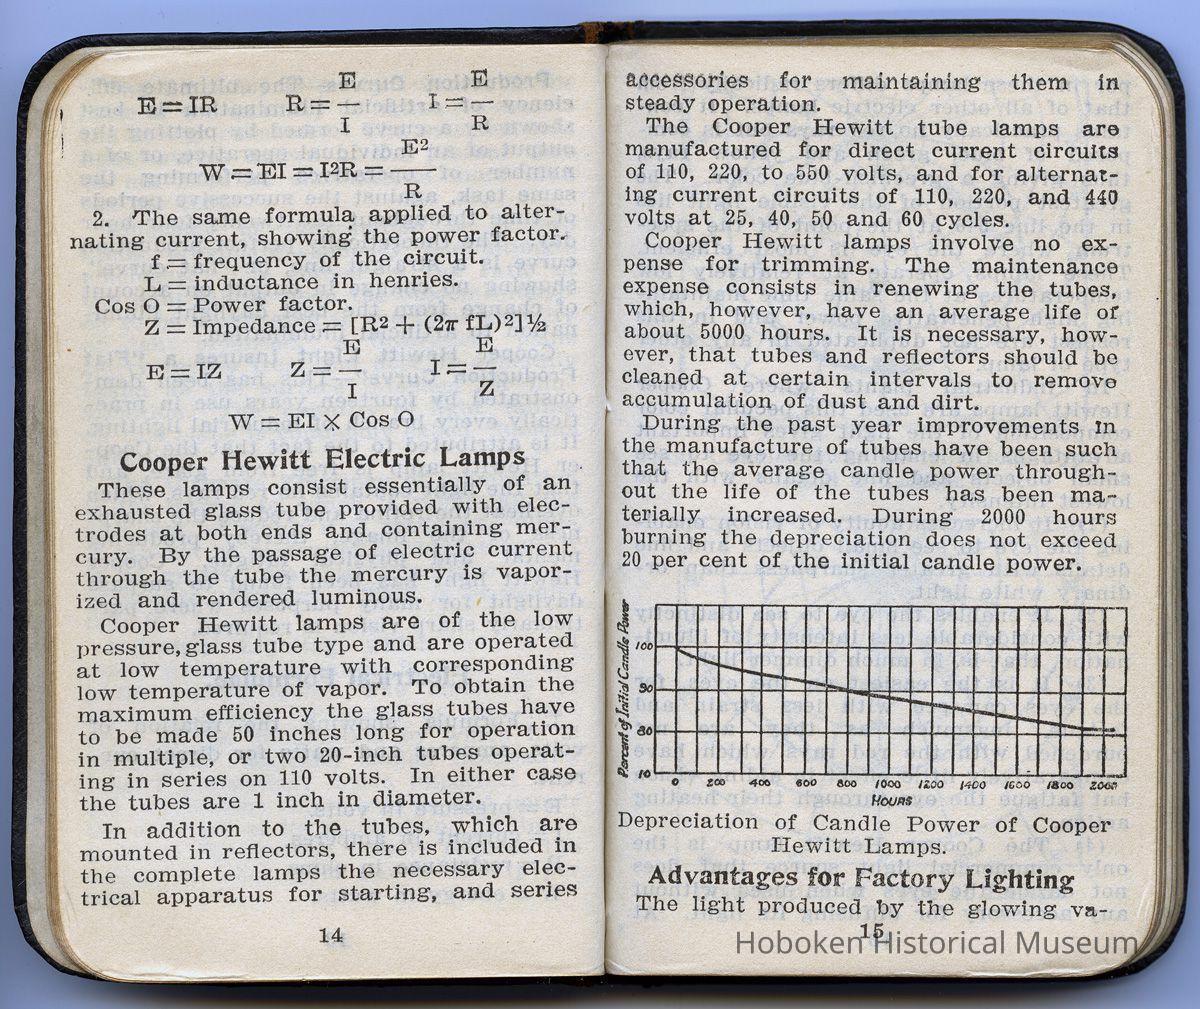 E = IR R = E/I I = E/R
W = EI = I²R = E²/R
2. The same formula applied to alter-
nating current, showing the power factor.
f = frequency of the circuit.
L = inductance in henries.
Cos O = Power factor.
Z = Impedance = [R² + (2π fL)²]½
E = IZ Z = E/I I = E/Z
W = EI × Cos O
Cooper Hewitt Electric Lamps
These lamps consist essentially of an
exhausted glass tube provided with elec-
trodes at both ends and containing mer-
cury. By the passage of electric current
through the tube the mercury is vapor-
ized and rendered luminous.
Cooper Hewitt lamps are of the low
pressure, glass tube type and are operated
at low temperature with corresponding
low temperature of vapor. To obtain the
maximum efficiency the glass tubes have
to be made 50 inches long for operation
in multiple, or two 20-inch tubes operat-
ing in series on 110 volts. In either case
the tubes are 1 inch in diameter.
In addition to the tubes, which are
mounted in reflectors, there is included in
the complete lamps the necessary elec-
trical apparatus for starting, and series
14
accessories for maintaining them in
steady operation.
The Cooper Hewitt tube lamps are
manufactured for direct current circuits
of 110, 220, to 550 volts, and for alternat-
ing current circuits of 110, 220, and 440
volts at 25, 40, 50 and 60 cycles.
Cooper Hewitt lamps involve no ex-
pense for trimming. The maintenance
expense consists in renewing the tubes,
which, however, have an average life of
about 5000 hours. It is necessary, how-
ever, that tubes and reflectors should be
cleaned at certain intervals to remove
accumulation of dust and dirt.
During the past year improvements in
the manufacture of tubes have been such
that the average candle power through-
out the life of the tubes has been ma-
terially increased. During 2000 hours
burning the depreciation does not exceed
20 per cent of the initial candle power.
Percent of Initial Candle Power
100
90
80
70
0 200 400 600 800 1000 1200 1400 1600 1800 2000
HOURS
Depreciation of Candle Power of Cooper
Hewitt Lamps.
Advantages for Factory Lighting
The light produced by the glowing va-
15
Hoboken Historical Museum